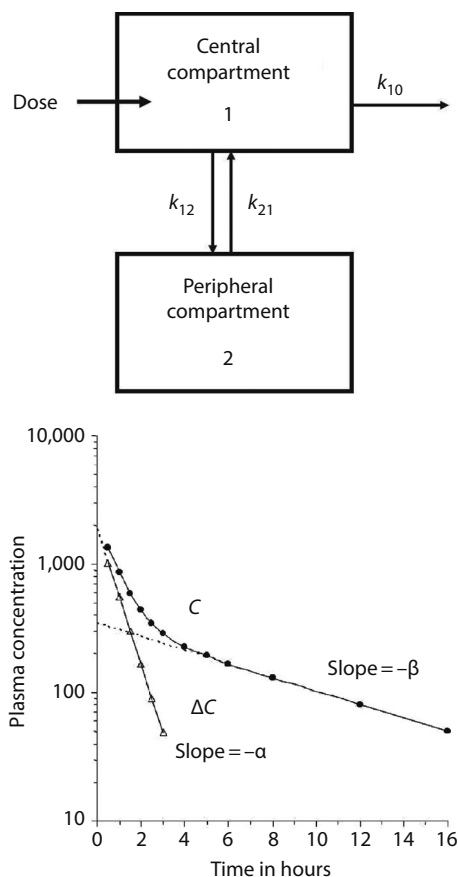 Central
compartment
1
Dose
k10
k12
k21
Peripheral
compartment
2
10,000
1,000
100
10
Plasma concentration
C
ΔC
Slope = –β
Slope = –α
0 2 4 6 8 10 12 14 16
Time in hours